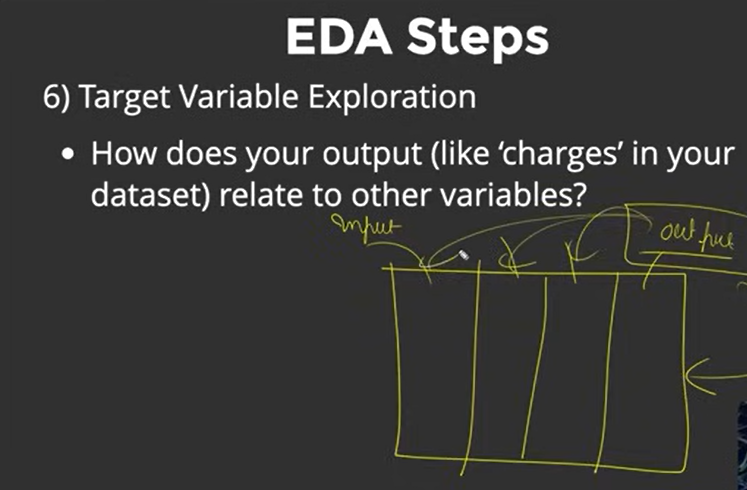 EDA Steps
6) Target Variable Exploration
• How does your output (like ‘charges’ in your
dataset) relate to other variables?
Input
output